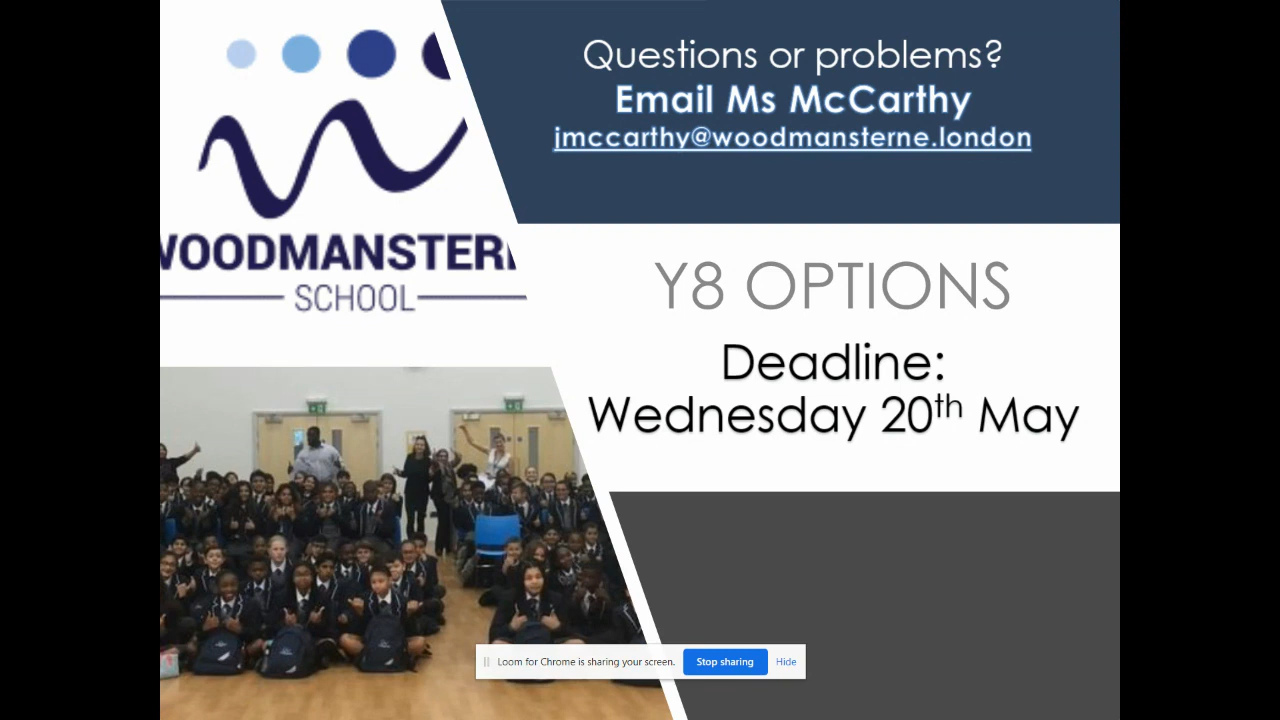 Questions or problems?
Email Ms McCarthy
jmccarthy@woodmansterne.london
WOODMANSTERN
SCHOOL
Y8 OPTIONS
Deadline:
Wednesday 20th May
Loom for Chrome is sharing your screen. Stop sharing Hide